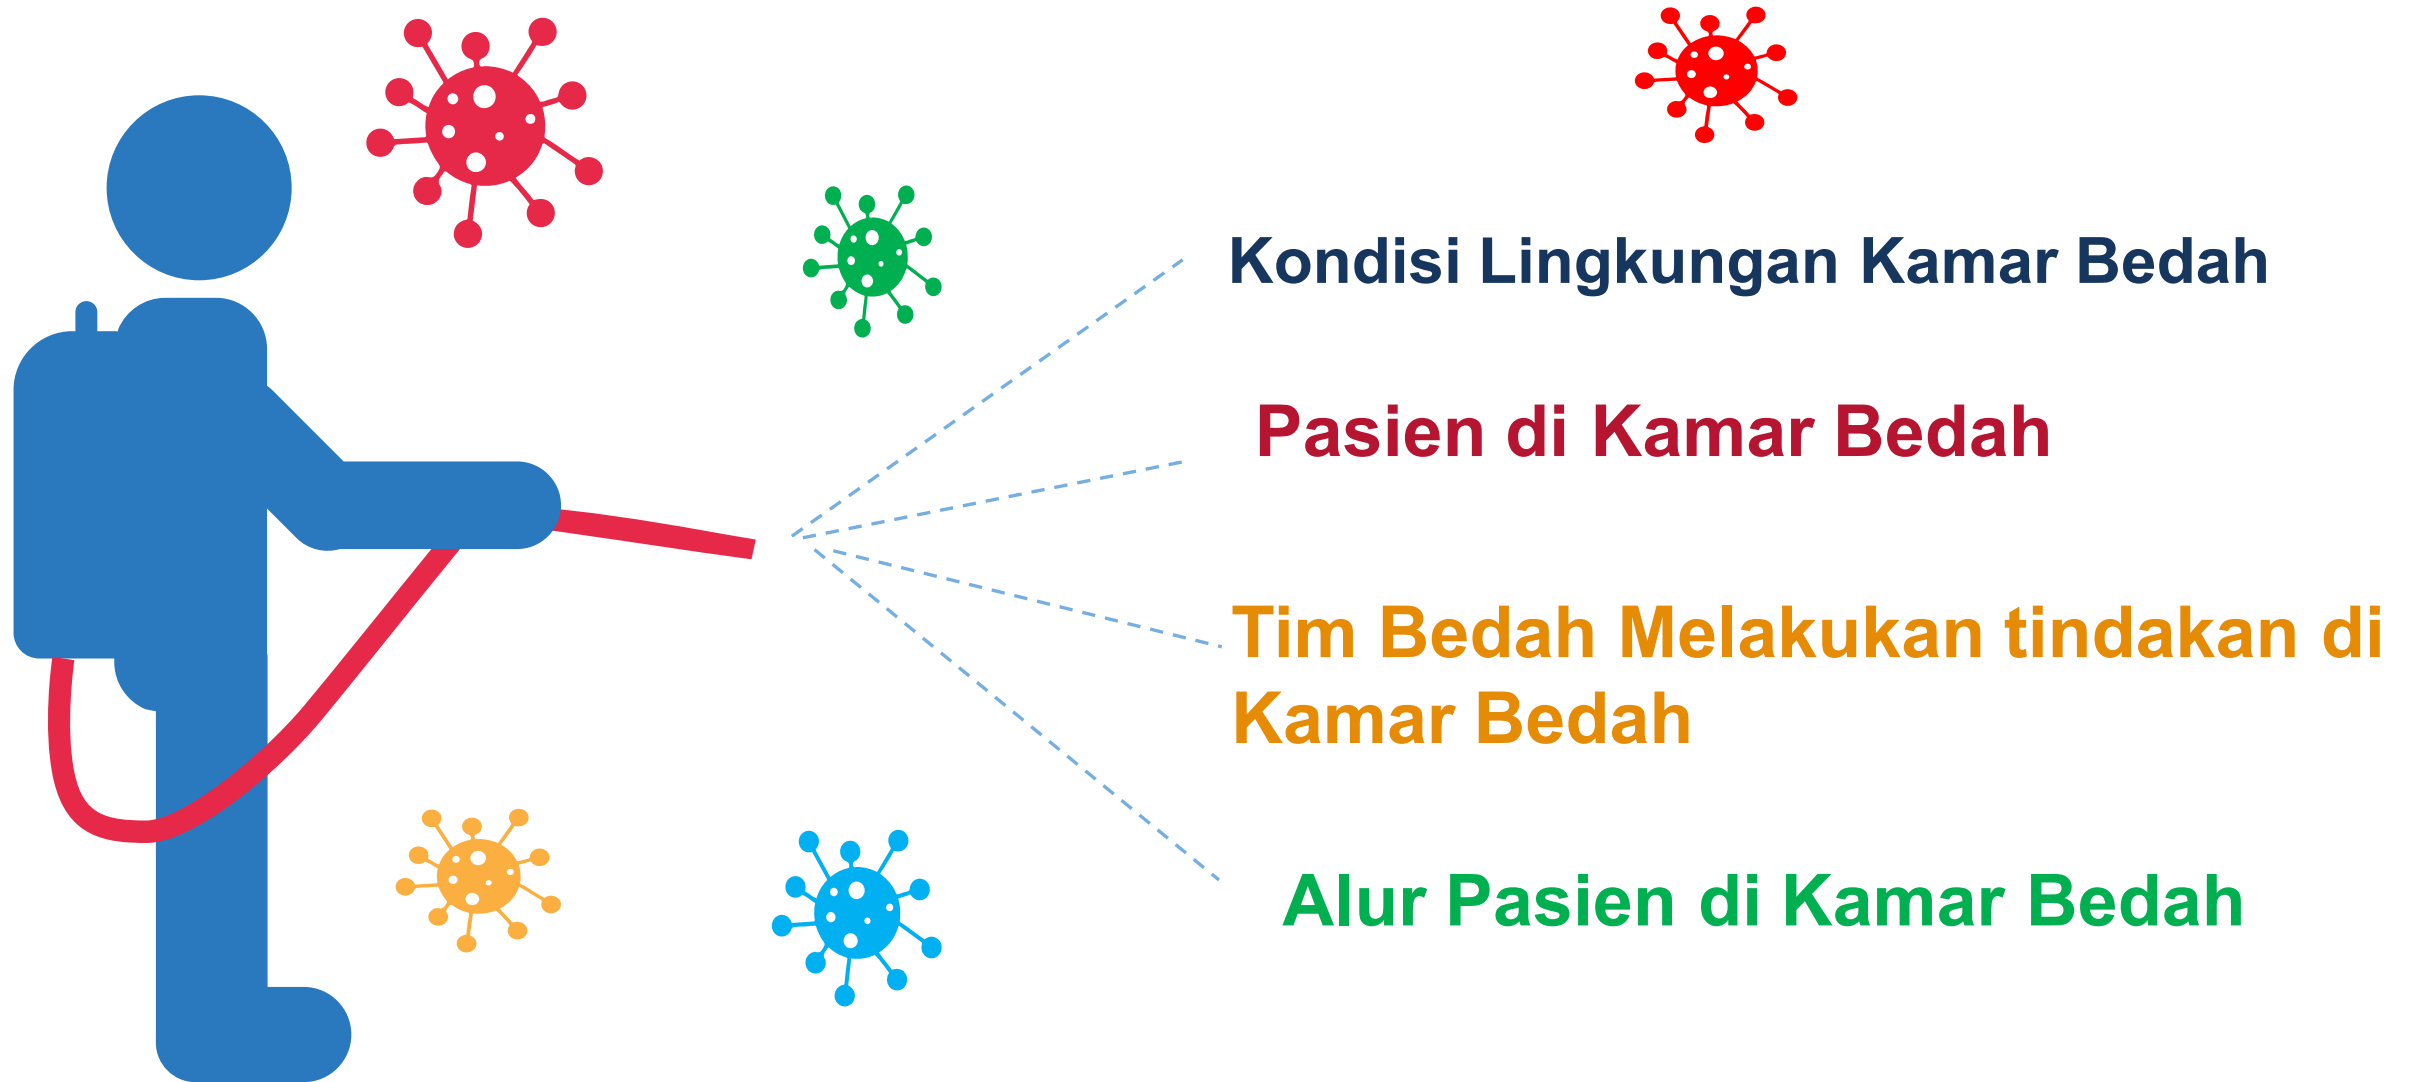 Kondisi Lingkungan Kamar Bedah
Pasien di Kamar Bedah
Tim Bedah Melakukan tindakan di
Kamar Bedah
Alur Pasien di Kamar Bedah